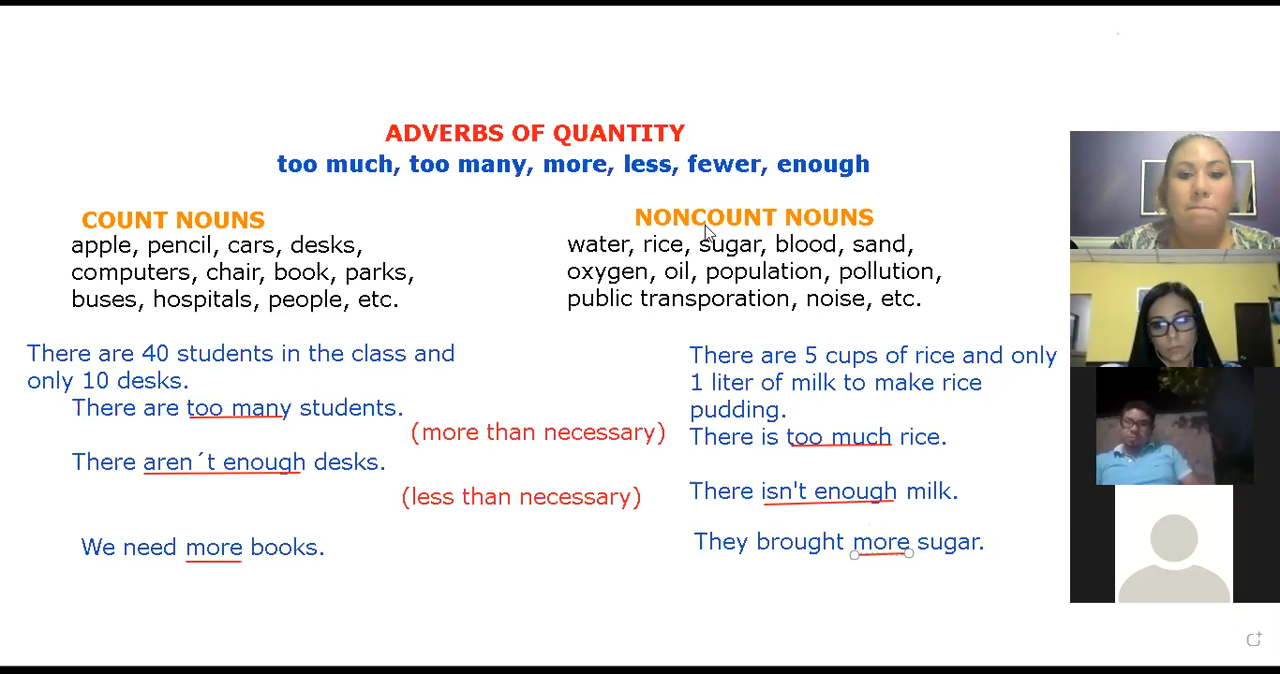 ADVERBS OF QUANTITY
too much, too many, more, less, fewer, enough
COUNT NOUNS
apple, pencil, cars, desks,
computers, chair, book, parks,
buses, hospitals, people, etc.
NONCOUNT NOUNS
water, rice, sugar, blood, sand,
oxygen, oil, population, pollution,
public transporation, noise, etc.
There are 40 students in the class and
only 10 desks.
There are too many students.
(more than necessary)
There aren´t enough desks.
(less than necessary)
We need more books.
There are 5 cups of rice and only
1 liter of milk to make rice
pudding.
There is too much rice.
There isn't enough milk.
They brought more sugar.